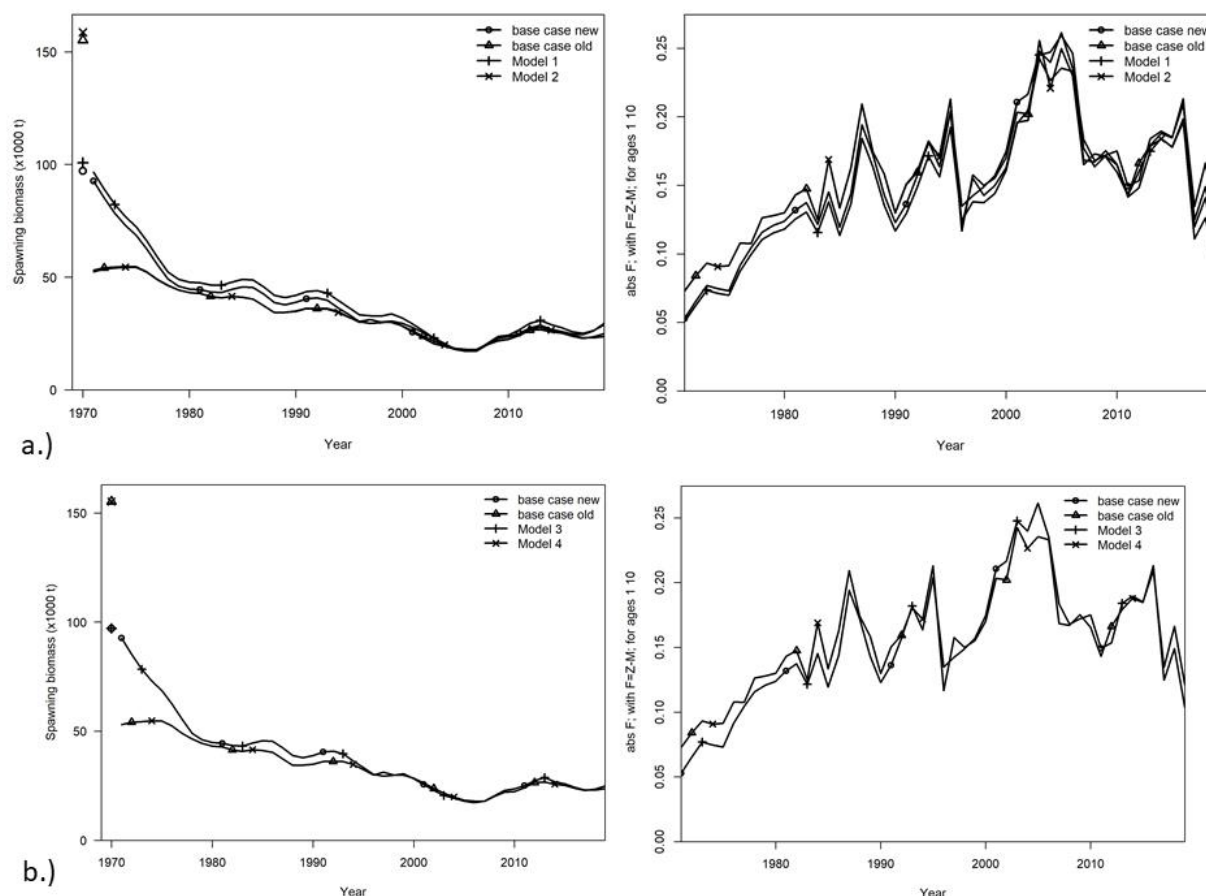 base case new
base case old
Model 1
Model 2
150
100
50
0
Spawning biomass (x1000 t)
1970
1980
1990
2000
2010
Year
base case new
base case old
Model 1
Model 2
0.25
0.20
0.15
0.10
0.05
0.00
abs F; with F=Z-M; for ages 1 10
1980
1990
2000
2010
Year
a.)
base case new
base case old
Model 3
Model 4
150
100
50
0
Spawning biomass (x1000 t)
1970
1980
1990
2000
2010
Year
base case new
base case old
Model 3
Model 4
0.25
0.20
0.15
0.10
0.05
0.00
abs F; with F=Z-M; for ages 1 10
1980
1990
2000
2010
Year
b.)